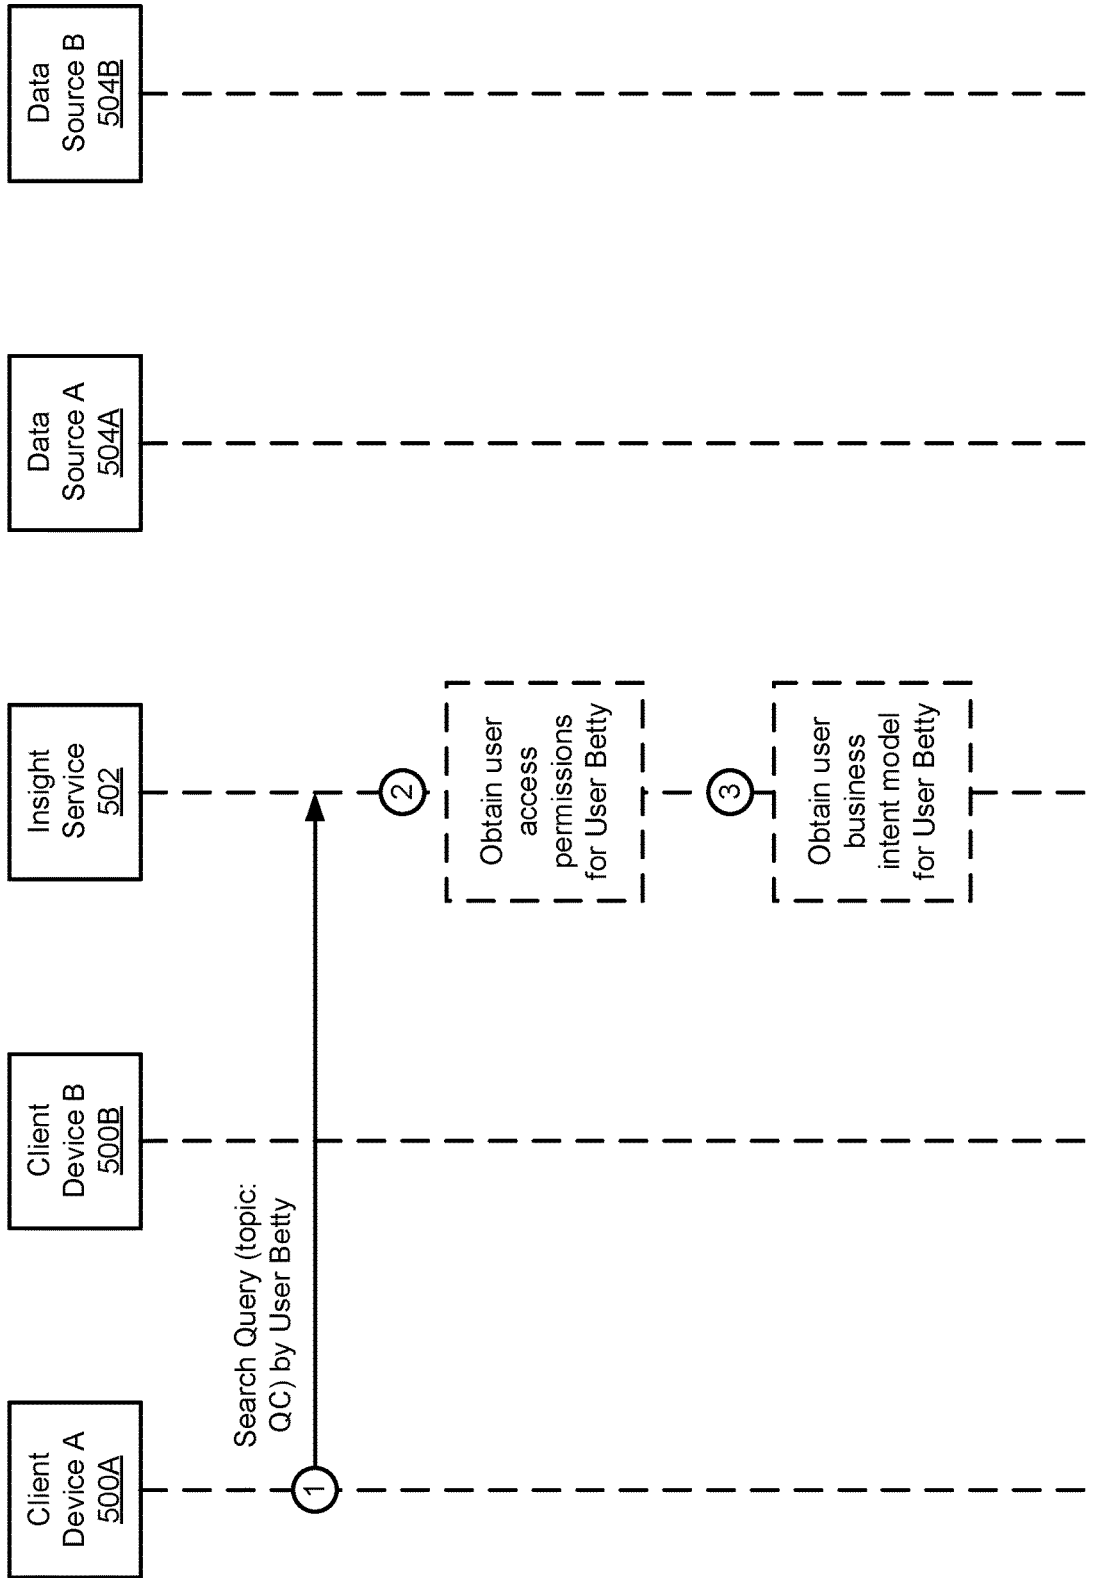 Client
Device A
500A
Client
Device B
500B
Insight
Service
502
Data
Source A
504A
Data
Source B
504B
Search Query (topic:
QC) by User Betty
1
2
Obtain user
access
permissions
for User Betty
3
Obtain user
business
intent model
for User Betty